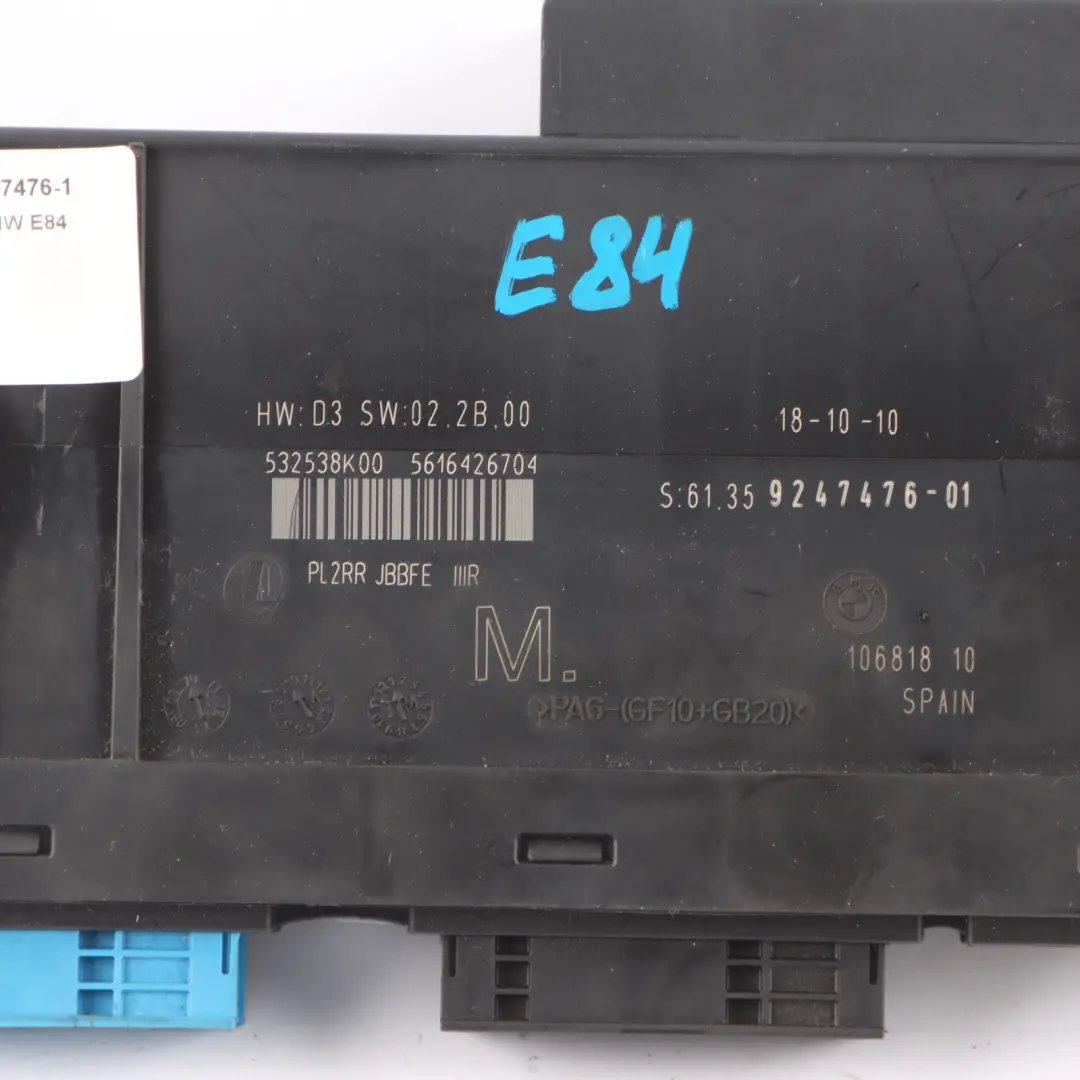 7476-1
IW E84
E84
HW: D3 SW:02.2B.00
18-10-10
532538K00 5616426704
S:61.35 9247476-01
PL2RR JBBFE IIIR
M.
106818 10
>PA6-(GF10+GB20)<
SPAIN